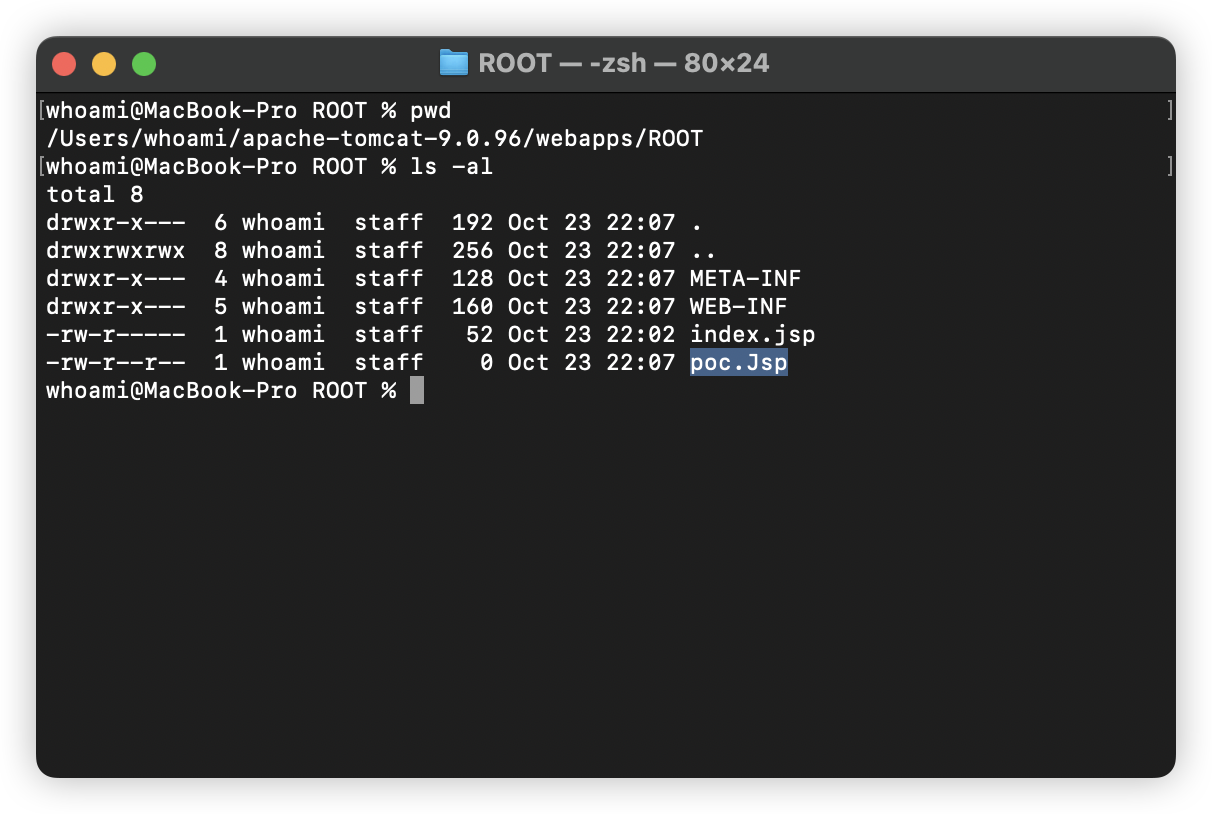 ROOT — -zsh — 80×24
[whoami@MacBook-Pro ROOT % pwd ]
/Users/whoami/apache-tomcat-9.0.96/webapps/ROOT
[whoami@MacBook-Pro ROOT % ls -al ]
total 8
drwxr-x---  6 whoami  staff  192 Oct 23 22:07 .
drwxrwxrwx  8 whoami  staff  256 Oct 23 22:07 ..
drwxr-x---  4 whoami  staff  128 Oct 23 22:07 META-INF
drwxr-x---  5 whoami  staff  160 Oct 23 22:07 WEB-INF
-rw-r-----  1 whoami  staff   52 Oct 23 22:02 index.jsp
-rw-r--r--  1 whoami  staff    0 Oct 23 22:07 poc.Jsp
whoami@MacBook-Pro ROOT %